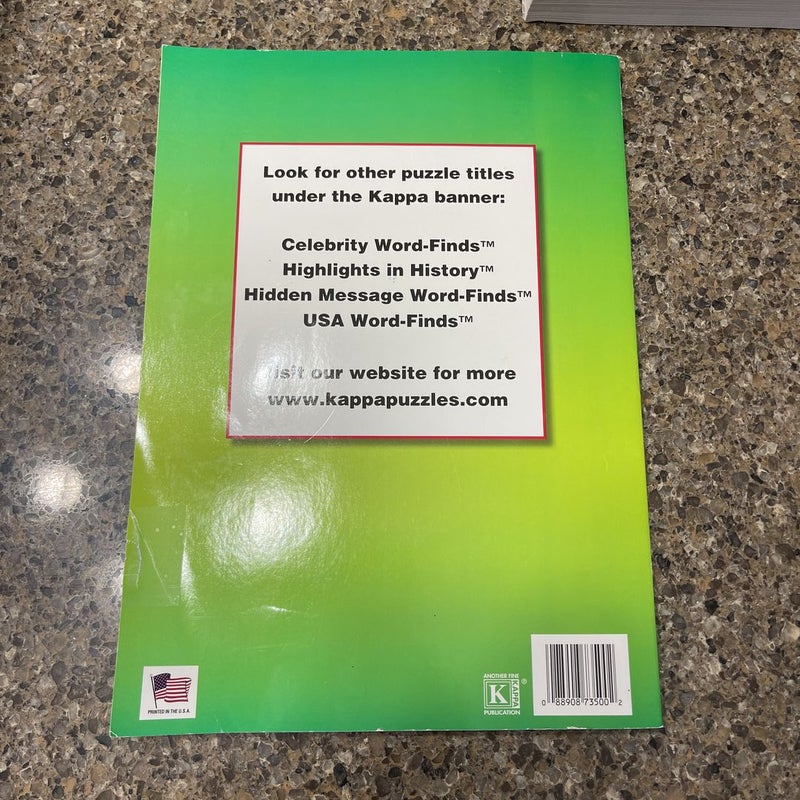 Look for other puzzle titles
under the Kappa banner:
Celebrity Word-Finds™
Highlights in History™
Hidden Message Word-Finds™
USA Word-Finds™
Visit our website for more
www.kappapuzzles.com
PRINTED IN THE U.S.A.
ANOTHER FINE
K KAPPA ®
PUBLICATION
0 88908 73500 2